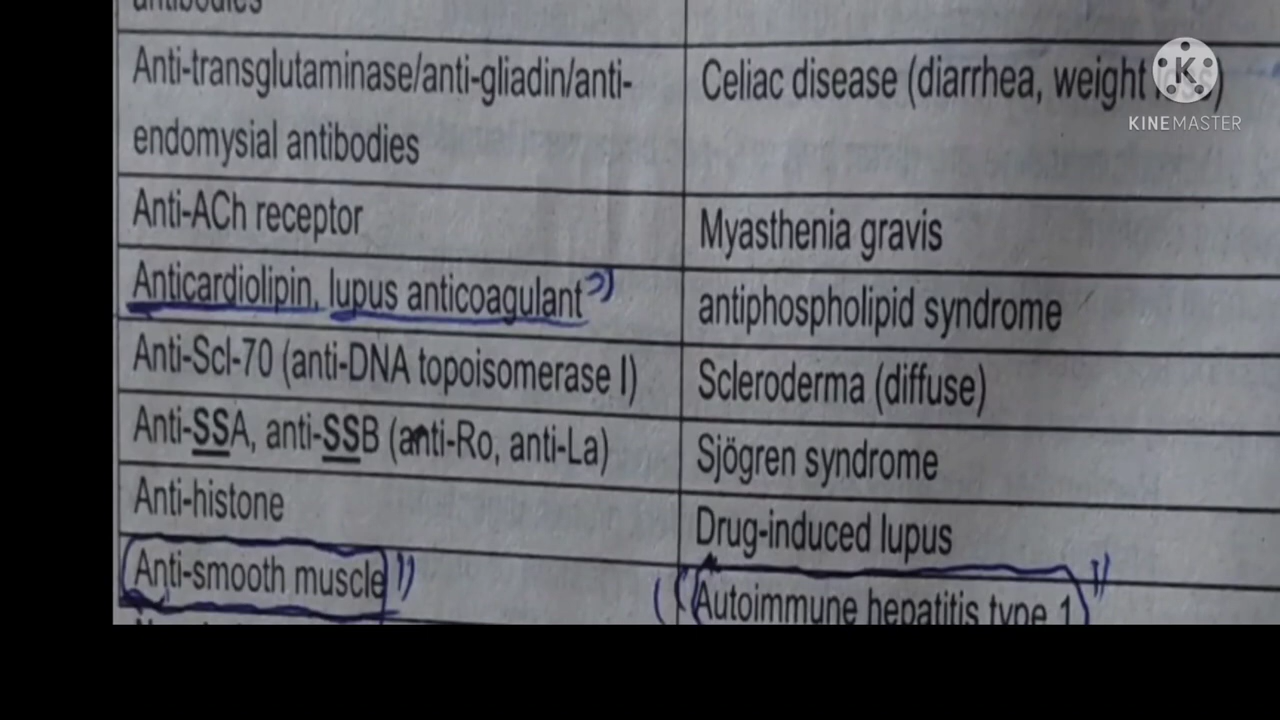 antibodies
Anti-transglutaminase/anti-gliadin/anti-
endomysial antibodies
Celiac disease (diarrhea, weight loss)
Anti-ACh receptor
Myasthenia gravis
Anticardiolipin, lupus anticoagulant
antiphospholipid syndrome
Anti-Scl-70 (anti-DNA topoisomerase I)
Scleroderma (diffuse)
Anti-SSA, anti-SSB (anti-Ro, anti-La)
Sjögren syndrome
Anti-histone
Drug-induced lupus
Anti-smooth muscle
Autoimmune hepatitis type 1
K
KINEMASTER